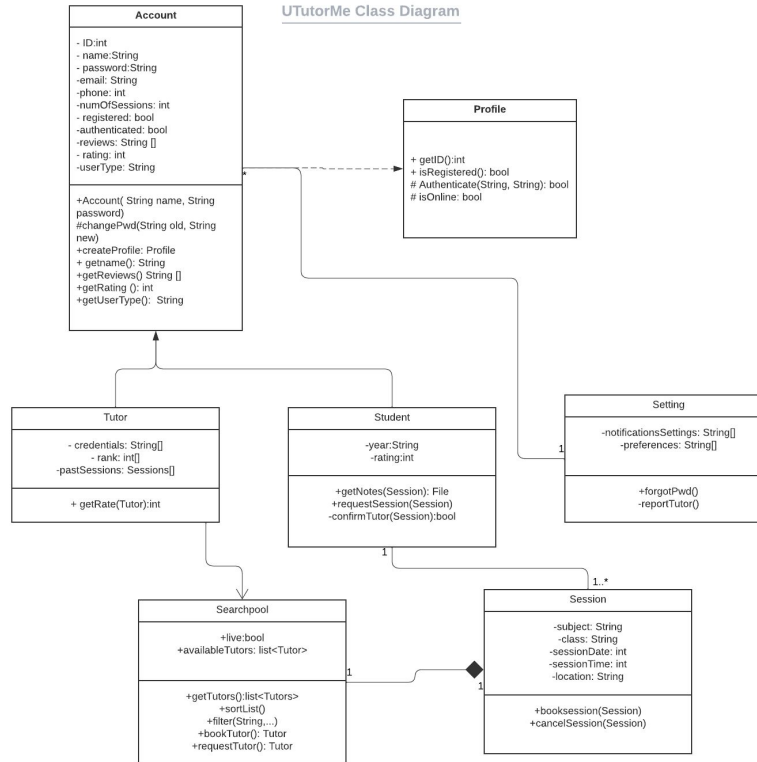 UTutorMe Class Diagram
Account
- ID:int
- name:String
- password:String
-email: String
-phone: int
-numOfSessions: int
- registered: bool
-authenticated: bool
-reviews: String []
- rating: int
-userType: String
+Account( String name, String
password)
#changePwd(String old, String
new)
+createProfile: Profile
+ getname(): String
+getReviews() String []
+getRating (): int
+getUserType():  String
*
Profile
+ getID():int
+ isRegistered(): bool
# Authenticate(String, String): bool
# isOnline: bool
Tutor
- credentials: String[]
- rank: int[]
-pastSessions: Sessions[]
+ getRate(Tutor):int
Student
-year:String
-rating:int
+getNotes(Session): File
+requestSession(Session)
-confirmTutor(Session):bool
1
1
Setting
-notificationsSettings: String[]
-preferences: String[]
+forgotPwd()
-reportTutor()
Searchpool
+live:bool
+availableTutors: list<Tutor>
+getTutors():list<Tutors>
+sortList()
+filter(String,...)
+bookTutor(): Tutor
+requestTutor(): Tutor
1
1
1..*
Session
-subject: String
-class: String
-sessionDate: int
-sessionTime: int
-location: String
+booksession(Session)
+cancelSession(Session)